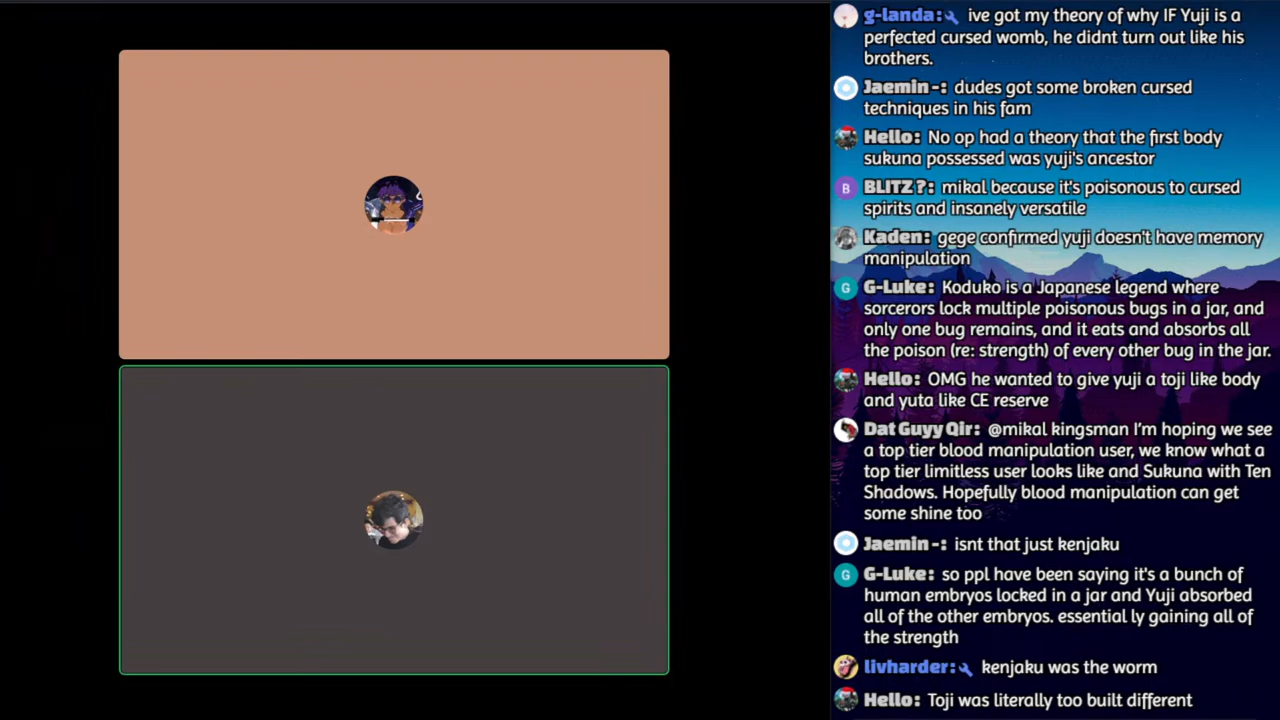 g-landa: ive got my theory of why IF Yuji is a
perfected cursed womb, he didnt turn out like his
brothers.
Jaemin -: dudes got some broken cursed
techniques in his fam
Hello: No op had a theory that the first body
sukuna possessed was yuji's ancestor
B BLITZ ?: mikal because it's poisonous to cursed
spirits and insanely versatile
Kaden: gege confirmed yuji doesn't have memory
manipulation
G G-Luke: Koduko is a Japanese legend where
sorcerors lock multiple poisonous bugs in a jar, and
only one bug remains, and it eats and absorbs all
the poison (re: strength) of every other bug in the jar.
Hello: OMG he wanted to give yuji a toji like body
and yuta like CE reserve
Dat Guyy Qir: @mikal kingsman I'm hoping we see
a top tier blood manipulation user, we know what a
top tier limitless user looks like and Sukuna with Ten
Shadows. Hopefully blood manipulation can get
some shine too
Jaemin -: isnt that just kenjaku
G G-Luke: so ppl have been saying it's a bunch of
human embryos locked in a jar and Yuji absorbed
all of the other embryos. essential ly gaining all of
the strength
livharder: kenjaku was the worm
Hello: Toji was literally too built different